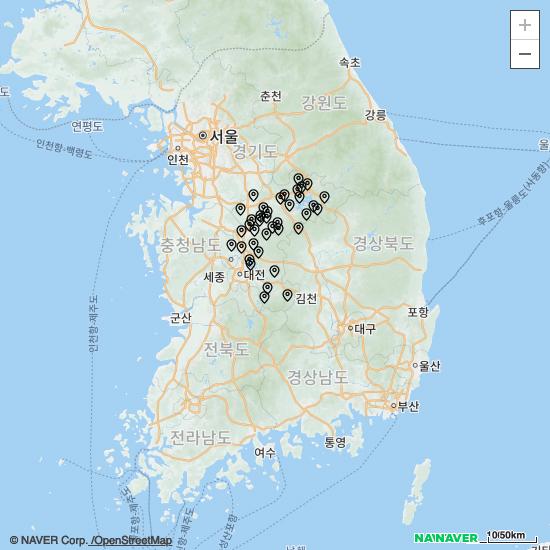 속초
춘천
강원도
강릉
도
연평도
서울
인천
경기도
인천항-백령도
울
후포항-울릉도(사동항)
충청남도
경상북도
세종
대전
김천
군산
인천항-제주도
포항
대구
전북도
울산
경상남도
부산
전라남도
통영
여수
© NAVER Corp. /OpenStreetMap
NAVER
10/50km
+
−